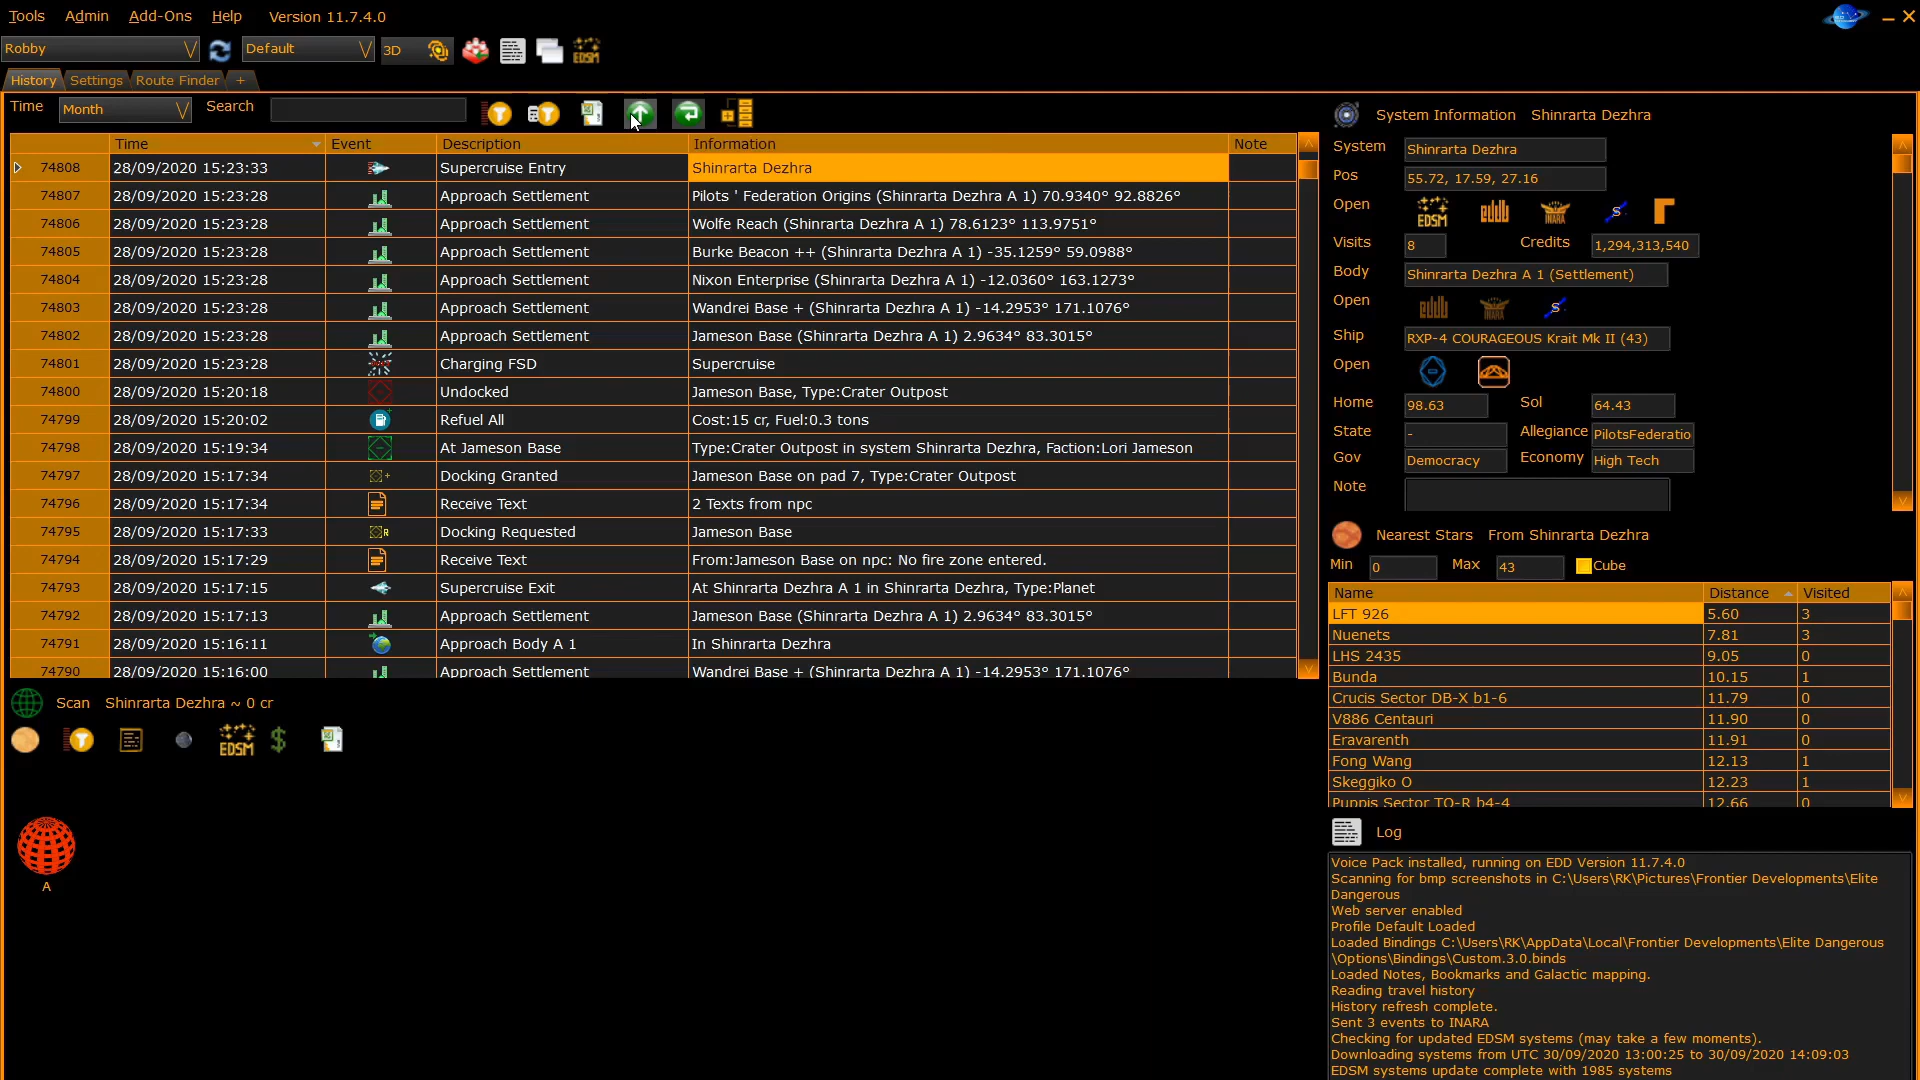 Tools Admin Add-Ons Help Version 11.7.4.0
Robby Default 3D EDSM
History Settings Route Finder +
Time Month Search
Time Event Description Information Note
74808 28/09/2020 15:23:33 Supercruise Entry Shinrarta Dezhra
74807 28/09/2020 15:23:28 Approach Settlement Pilots ' Federation Origins (Shinrarta Dezhra A 1) 70.9340° 92.8826°
74806 28/09/2020 15:23:28 Approach Settlement Wolfe Reach (Shinrarta Dezhra A 1) 78.6123° 113.9751°
74805 28/09/2020 15:23:28 Approach Settlement Burke Beacon ++ (Shinrarta Dezhra A 1) -35.1259° 59.0988°
74804 28/09/2020 15:23:28 Approach Settlement Nixon Enterprise (Shinrarta Dezhra A 1) -12.0360° 163.1273°
74803 28/09/2020 15:23:28 Approach Settlement Wandrei Base + (Shinrarta Dezhra A 1) -14.2953° 171.1076°
74802 28/09/2020 15:23:28 Approach Settlement Jameson Base (Shinrarta Dezhra A 1) 2.9634° 83.3015°
74801 28/09/2020 15:23:28 Charging FSD Supercruise
74800 28/09/2020 15:20:18 Undocked Jameson Base, Type:Crater Outpost
74799 28/09/2020 15:20:02 Refuel All Cost:15 cr, Fuel:0.3 tons
74798 28/09/2020 15:19:34 At Jameson Base Type:Crater Outpost in system Shinrarta Dezhra, Faction:Lori Jameson
74797 28/09/2020 15:17:34 Docking Granted Jameson Base on pad 7, Type:Crater Outpost
74796 28/09/2020 15:17:34 Receive Text 2 Texts from npc
74795 28/09/2020 15:17:33 Docking Requested Jameson Base
74794 28/09/2020 15:17:29 Receive Text From:Jameson Base on npc: No fire zone entered.
74793 28/09/2020 15:17:15 Supercruise Exit At Shinrarta Dezhra A 1 in Shinrarta Dezhra, Type:Planet
74792 28/09/2020 15:17:13 Approach Settlement Jameson Base (Shinrarta Dezhra A 1) 2.9634° 83.3015°
74791 28/09/2020 15:16:11 Approach Body A 1 In Shinrarta Dezhra
74790 28/09/2020 15:16:00 Approach Settlement Wandrei Base + (Shinrarta Dezhra A 1) -14.2953° 171.1076°
Scan Shinrarta Dezhra ~ 0 cr
EDSM $
A
System Information Shinrarta Dezhra
System Shinrarta Dezhra
Pos 55.72, 17.59, 27.16
Open EDSM eddb INARA S
Visits 8 Credits 1,294,313,540
Body Shinrarta Dezhra A 1 (Settlement)
Open eddb INARA S
Ship RXP-4 COURAGEOUS Krait Mk II (43)
Open
Home 98.63 Sol 64.43
State - Allegiance PilotsFederatio
Gov Democracy Economy High Tech
Note
Nearest Stars From Shinrarta Dezhra
Min 0 Max 43 Cube
Name Distance Visited
LFT 926 5.60 3
Nuenets 7.81 3
LHS 2435 9.05 0
Bunda 10.15 1
Crucis Sector DB-X b1-6 11.79 0
V886 Centauri 11.90 0
Eravarenth 11.91 0
Fong Wang 12.13 1
Skeggiko O 12.23 1
Puppis Sector TO-R b4-4 12.66 0
Log
Voice Pack installed, running on EDD Version 11.7.4.0
Scanning for bmp screenshots in C:\Users\RK\Pictures\Frontier Developments\Elite
Dangerous
Web server enabled
Profile Default Loaded
Loaded Bindings C:\Users\RK\AppData\Local\Frontier Developments\Elite Dangerous
\Options\Bindings\Custom.3.0.binds
Loaded Notes, Bookmarks and Galactic mapping.
Reading travel history
History refresh complete.
Sent 3 events to INARA
Checking for updated EDSM systems (may take a few moments).
Downloading systems from UTC 30/09/2020 13:00:25 to 30/09/2020 14:09:03
EDSM systems update complete with 1985 systems